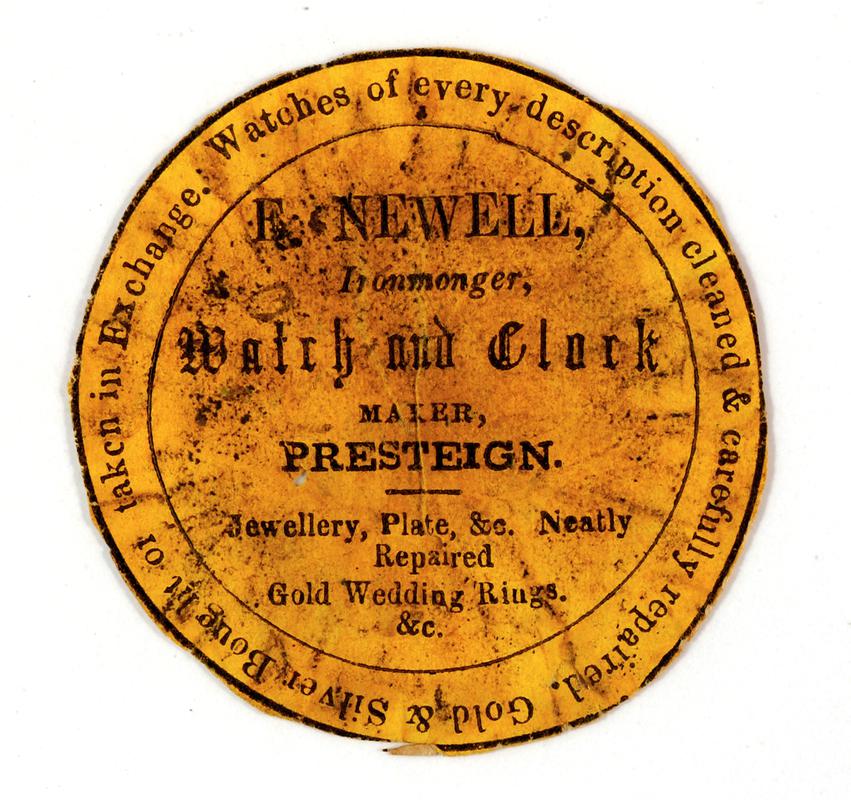 Watches of every description cleaned & carefully repaired. Gold & Silver Bought or taken in Exchange.
E. NEWELL,
Ironmonger,
Watch and Clock
MAKER,
PRESTEIGN.
Jewellery, Plate, &c. Neatly
Repaired
Gold Wedding Rings.
&c.